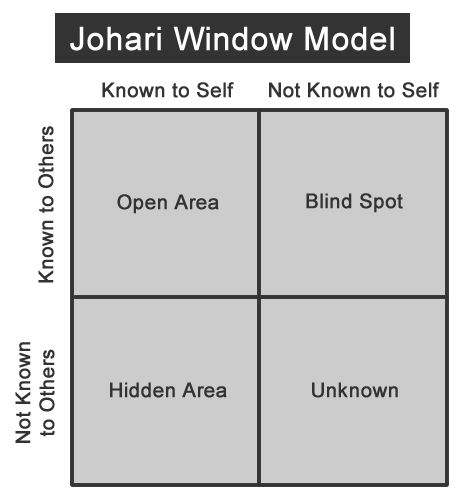 Johari Window Model
Known to Self
Not Known to Self
Known to Others
Open Area
Blind Spot
Not Known
to Others
Hidden Area
Unknown